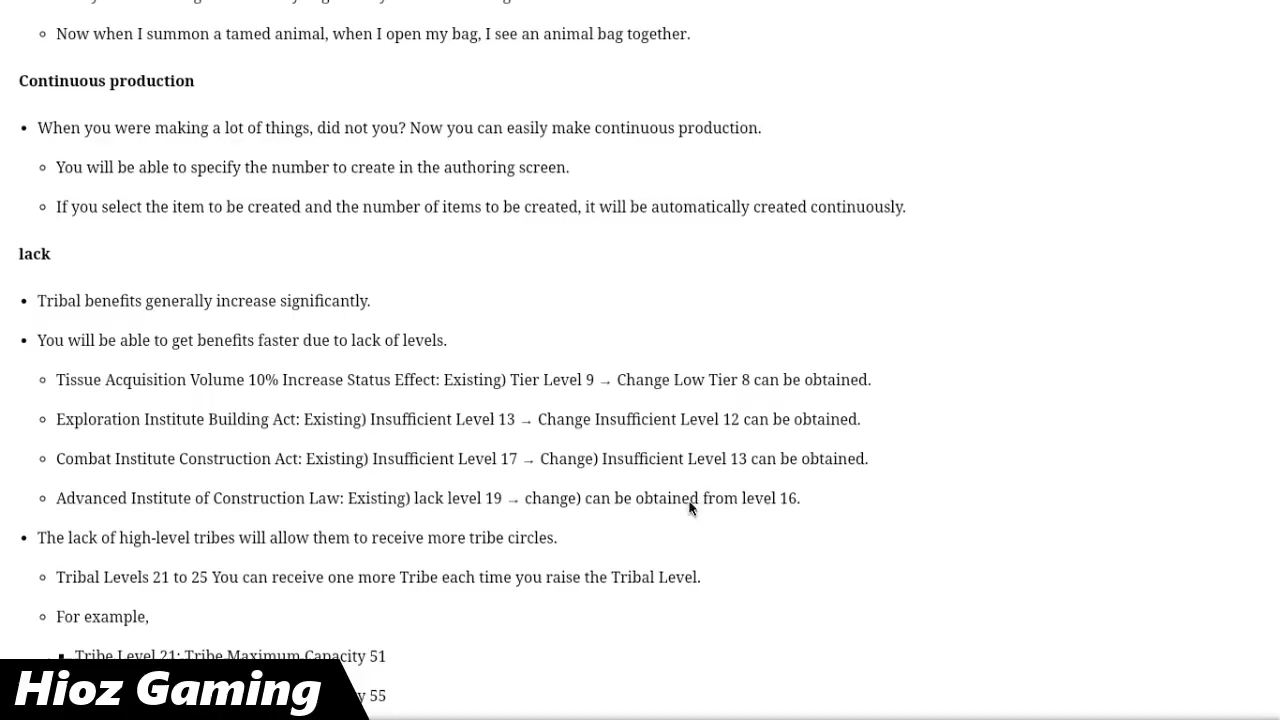 Now when I summon a tamed animal, when I open my bag, I see an animal bag together.
Continuous production
When you were making a lot of things, did not you? Now you can easily make continuous production.
You will be able to specify the number to create in the authoring screen.
If you select the item to be created and the number of items to be created, it will be automatically created continuously.
lack
Tribal benefits generally increase significantly.
You will be able to get benefits faster due to lack of levels.
Tissue Acquisition Volume 10% Increase Status Effect: Existing) Tier Level 9 → Change Low Tier 8 can be obtained.
Exploration Institute Building Act: Existing) Insufficient Level 13 → Change Insufficient Level 12 can be obtained.
Combat Institute Construction Act: Existing) Insufficient Level 17 → Change) Insufficient Level 13 can be obtained.
Advanced Institute of Construction Law: Existing) lack level 19 → change) can be obtained from level 16.
The lack of high-level tribes will allow them to receive more tribe circles.
Tribal Levels 21 to 25 You can receive one more Tribe each time you raise the Tribal Level.
For example,
Tribe Level 21: Tribe Maximum Capacity 51
55
Hioz Gaming